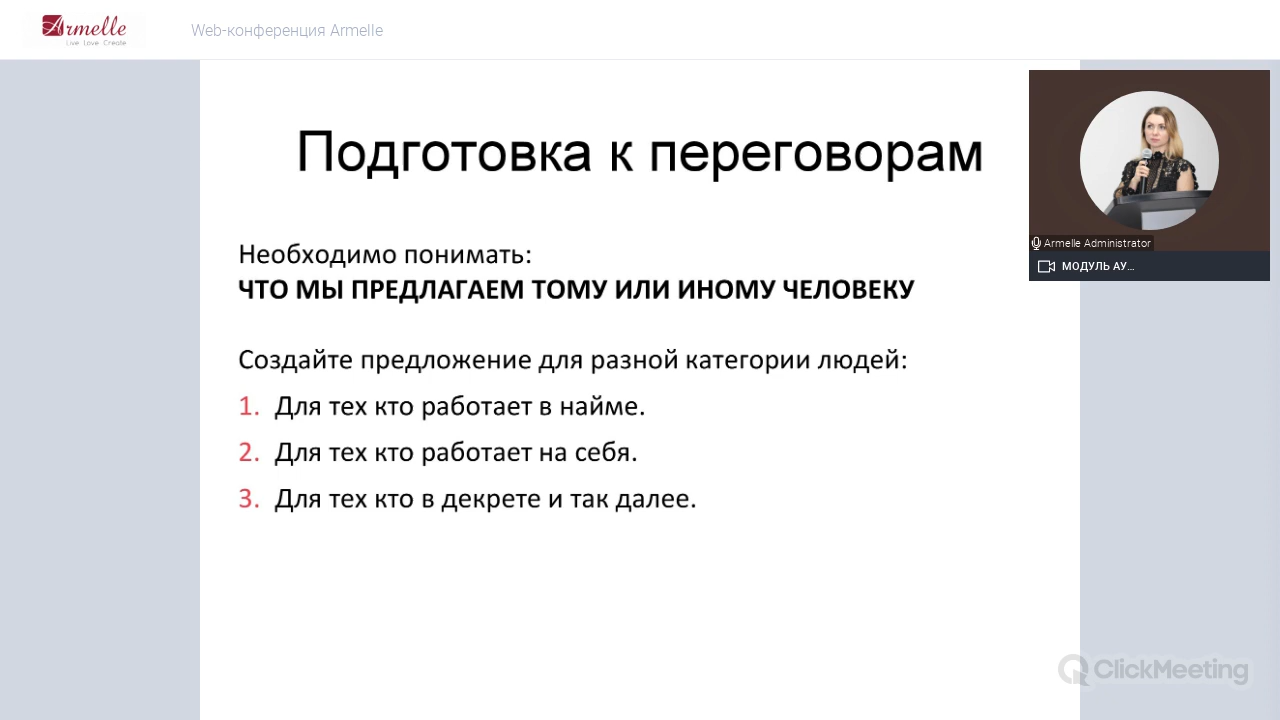 Armelle
Live Love Create
Web-конференция Armelle
Подготовка к переговорам
Необходимо понимать:
ЧТО МЫ ПРЕДЛАГАЕМ ТОМУ ИЛИ ИНОМУ ЧЕЛОВЕКУ
Создайте предложение для разной категории людей:
1. Для тех кто работает в найме.
2. Для тех кто работает на себя.
3. Для тех кто в декрете и так далее.
Armelle Administrator
МОДУЛЬ АУ...
ClickMeeting